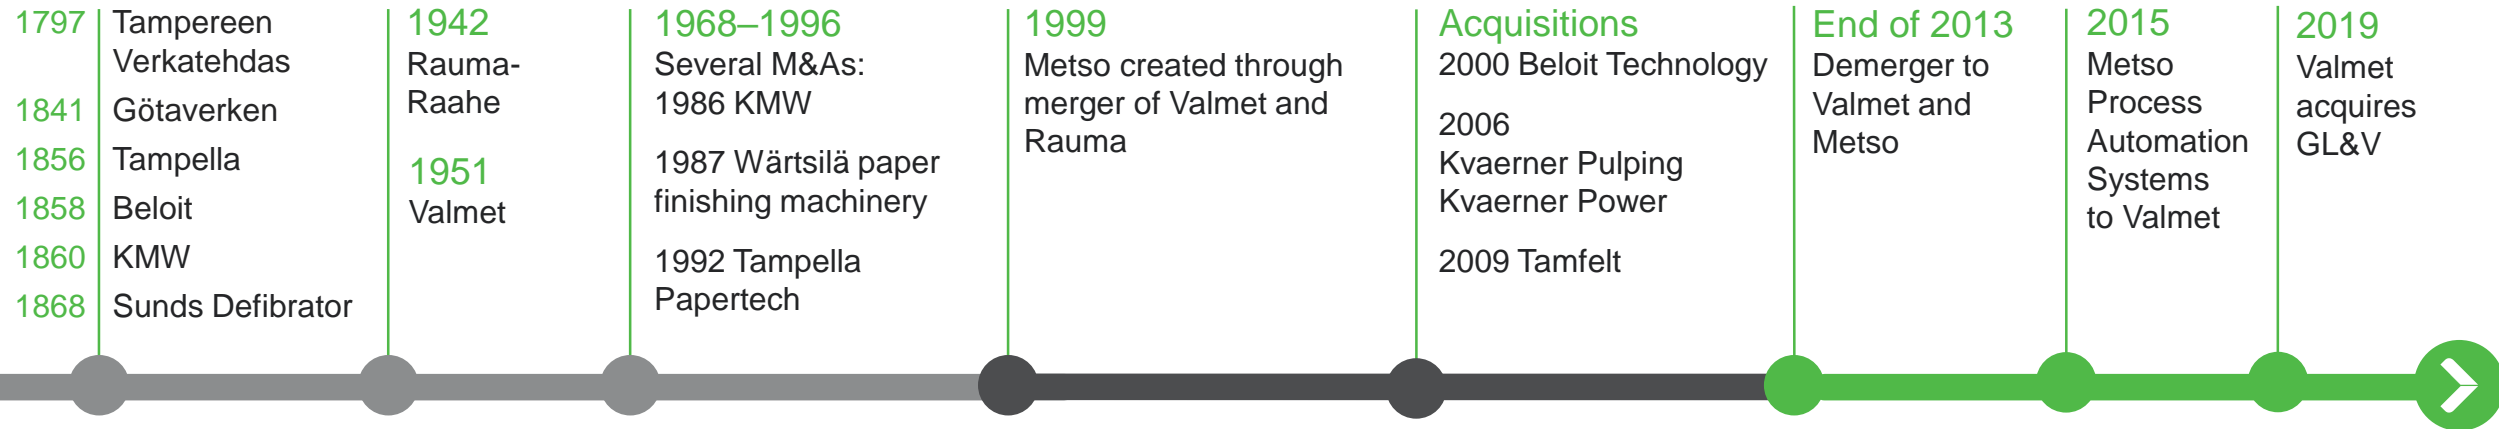 1797 Tampereen
Verkatehdas
1841 Götaverken
1856 Tampella
1858 Beloit
1860 KMW
1868 Sunds Defibrator
1942
Rauma-
Raahe
1951
Valmet
1968–1996
Several M&As:
1986 KMW
1987 Wärtsilä paper
finishing machinery
1992 Tampella
Papertech
1999
Metso created through
merger of Valmet and
Rauma
Acquisitions
2000 Beloit Technology
2006
Kvaerner Pulping
Kvaerner Power
2009 Tamfelt
End of 2013
Demerger to
Valmet and
Metso
2015
Metso
Process
Automation
Systems
to Valmet
2019
Valmet
acquires
GL&V